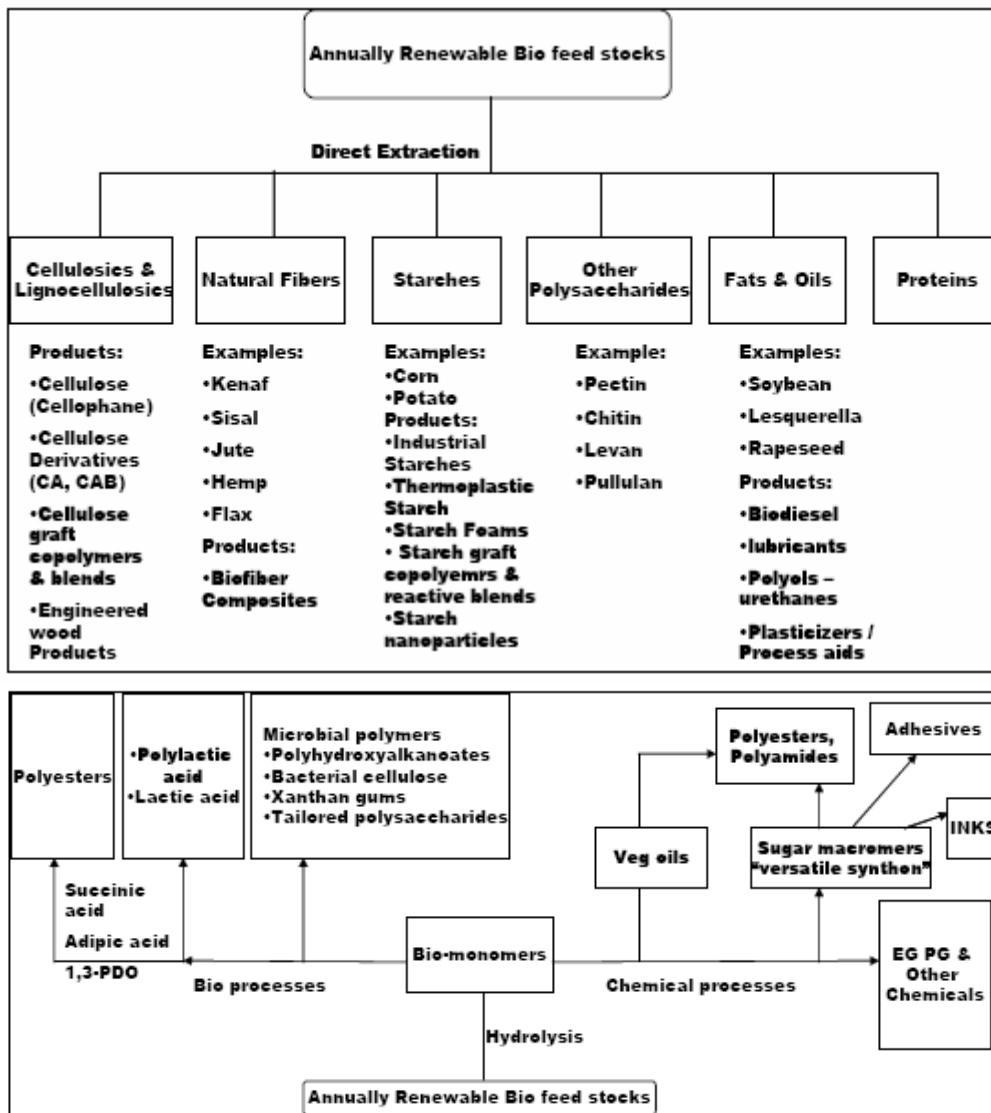 Annually Renewable Bio feed stocks
Direct Extraction
Cellulosics &
Lignocellulosics
Natural Fibers
Starches
Other
Polysaccharides
Fats & Oils
Proteins
Products:
•Cellulose
(Cellophane)
•Cellulose
Derivatives
(CA, CAB)
•Cellulose
graft
copolymers
& blends
•Engineered
wood
Products
Examples:
•Kenaf
•Sisal
•Jute
•Hemp
•Flax
Products:
•Biofiber
Composites
Examples:
•Corn
•Potato
Products:
•Industrial
Starches
•Thermoplastic
Starch
•Starch Foams
• Starch graft
copolyemrs &
reactive blends
•Starch
nanoparticles
Example:
•Pectin
•Chitin
•Levan
•Pullulan
Examples:
•Soybean
•Lesquerella
•Rapeseed
Products:
•Biodiesel
•lubricants
•Polyols –
urethanes
•Plasticizers /
Process aids
Polyesters
•Polylactic
acid
•Lactic acid
Microbial polymers
•Polyhydroxyalkanoates
•Bacterial cellulose
•Xanthan gums
•Tailored polysaccharides
Polyesters,
Polyamides
Adhesives
INKS
Veg oils
Sugar macromers
"versatile synthon"
Succinic
acid
Adipic acid
1,3-PDO
Bio processes
Bio-monomers
Chemical processes
EG PG &
Other
Chemicals
Hydrolysis
Annually Renewable Bio feed stocks